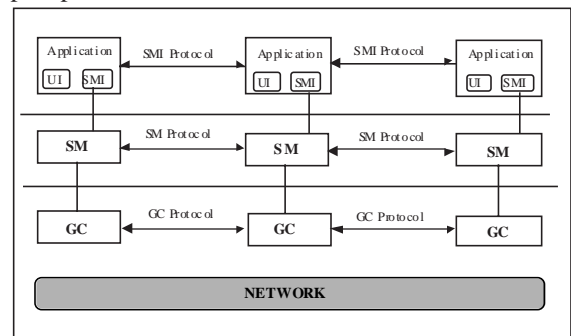 Application SMI Protocol Application SMI Protocol Application
UI SMI UI SMI UI SMI
SM SM Protocol SM SM Protocol SM
GC GC Protocol GC GC Protocol GC
NETWORK